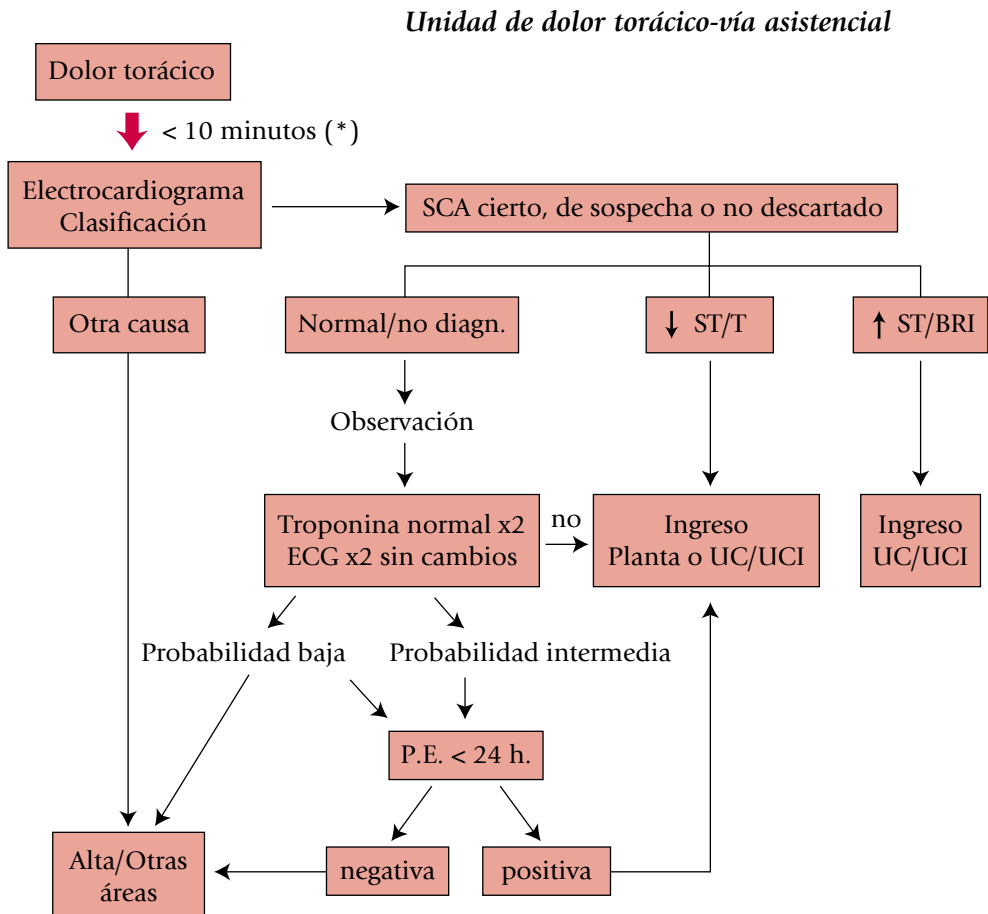 Unidad de dolor torácico-vía asistencial
Dolor torácico
< 10 minutos (*)
Electrocardiograma
Clasificación
SCA cierto, de sospecha o no descartado
Otra causa
Normal/no diagn.
↓ ST/T
↑ ST/BRI
Observación
Troponina normal x2
ECG x2 sin cambios
no
Ingreso
Planta o UC/UCI
Ingreso
UC/UCI
Probabilidad baja
Probabilidad intermedia
P.E. < 24 h.
Alta/Otras
áreas
negativa
positiva